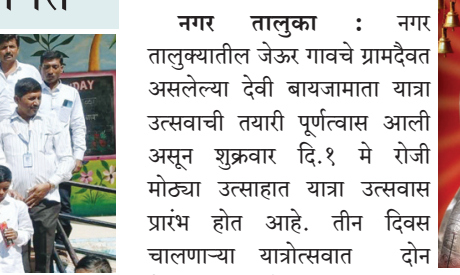 नगर तालुका : नगर
तालुक्यातील जेऊर गावचे ग्रामदैवत
असलेल्या देवी बायजामाता यात्रा
उत्सवाची तयारी पूर्णत्वास आली
असून शुक्रवार दि.१ मे रोजी
मोठ्या उत्साहात यात्रा उत्सवास
प्रारंभ होत आहे. तीन दिवस
चालणाऱ्या यात्रोत्सवात दोन